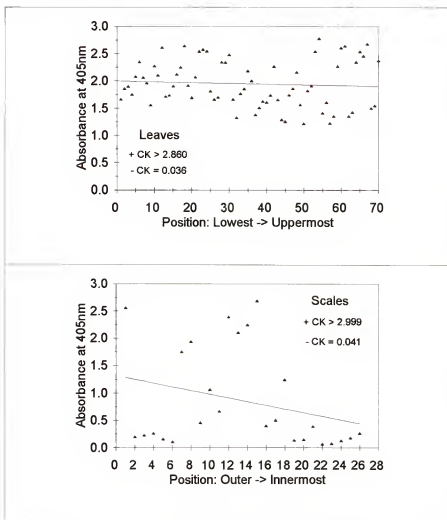 3.0
2.5
2.0
1.5
1.0
0.5
0.0
Absorbance at 405nm
Leaves
+ CK > 2.860
- CK = 0.036
0 10 20 30 40 50 60 70
Position: Lowest -> Uppermost
3.0
2.5
2.0
1.5
1.0
0.5
0.0
Absorbance at 405nm
Scales
+ CK > 2.999
- CK = 0.041
0 2 4 6 8 10 12 14 16 18 20 22 24 26 28
Position: Outer -> Innermost